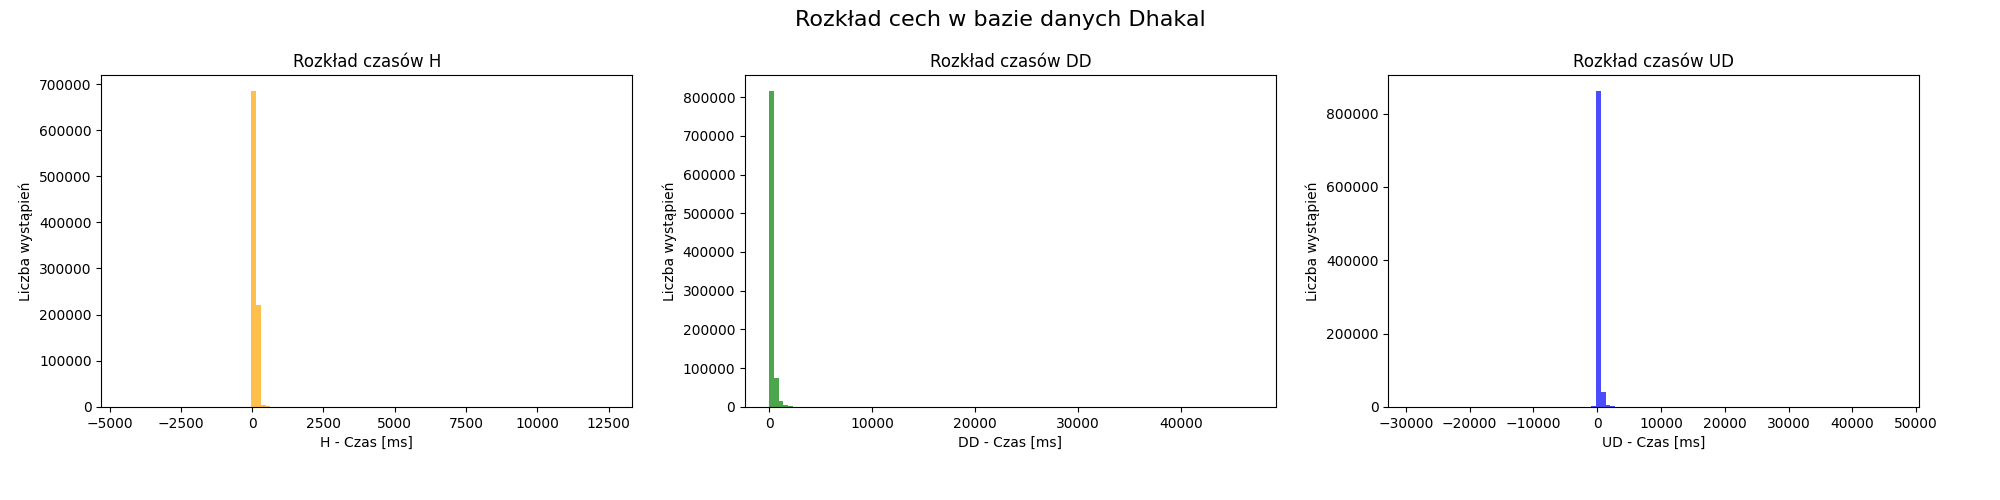 Rozkład cech w bazie danych Dhakal
Rozkład czasów H
700000
600000
500000
400000
300000
200000
100000
0
Liczba wystąpień
−5000 −2500 0 2500 5000 7500 10000 12500
H - Czas [ms]
Rozkład czasów DD
800000
700000
600000
500000
400000
300000
200000
100000
0
Liczba wystąpień
0 10000 20000 30000 40000
DD - Czas [ms]
Rozkład czasów UD
800000
600000
400000
200000
0
Liczba wystąpień
−30000 −20000 −10000 0 10000 20000 30000 40000 50000
UD - Czas [ms]